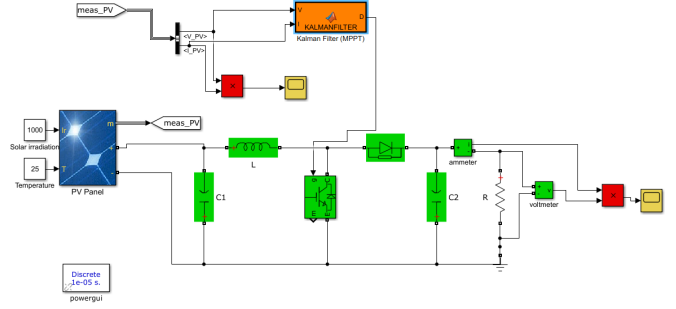 meas_PV
<V_PV>
<I_PV>
V
I
D
KALMANFILTER
Kalman Filter (MPPT)
×
1000
Ir
m
meas_PV
Solar irradiation
+
25
T
-
Temperature
PV Panel
L
C1
g
C
m
E
C2
+
i
-
ammeter
R
+
+
v
-
voltmeter
×
Discrete
1e-05 s.
powergui